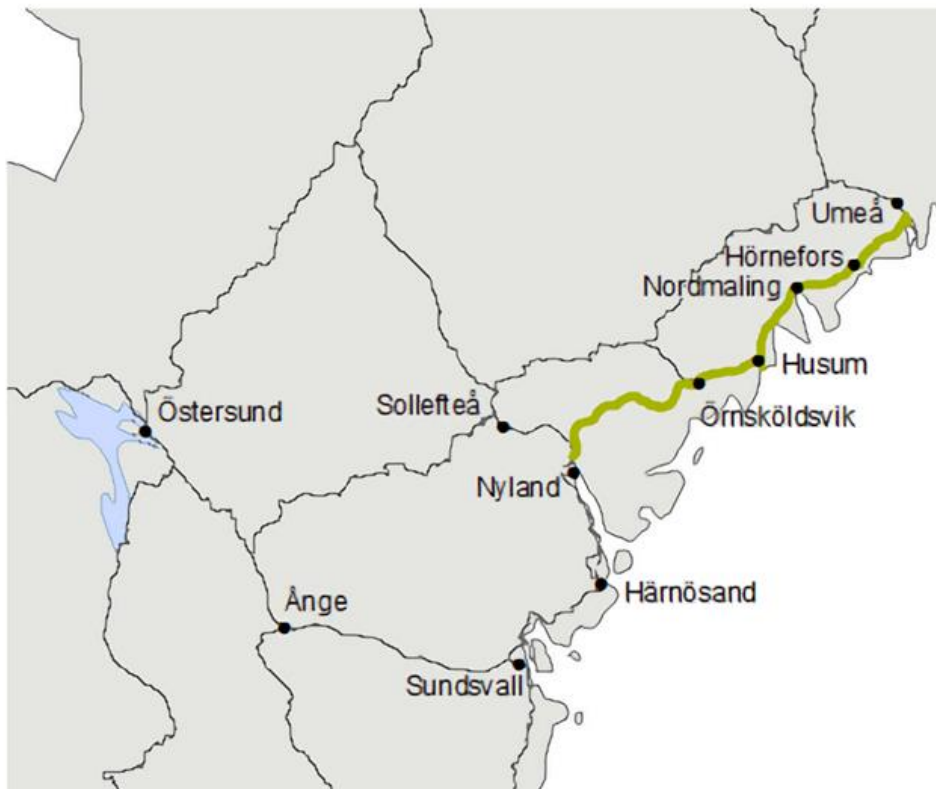 Umeå
Hörnefors
Nordmaling
Husum
Östersund
Sollefteå
Örnsköldsvik
Nyland
Ånge
Härnösand
Sundsvall